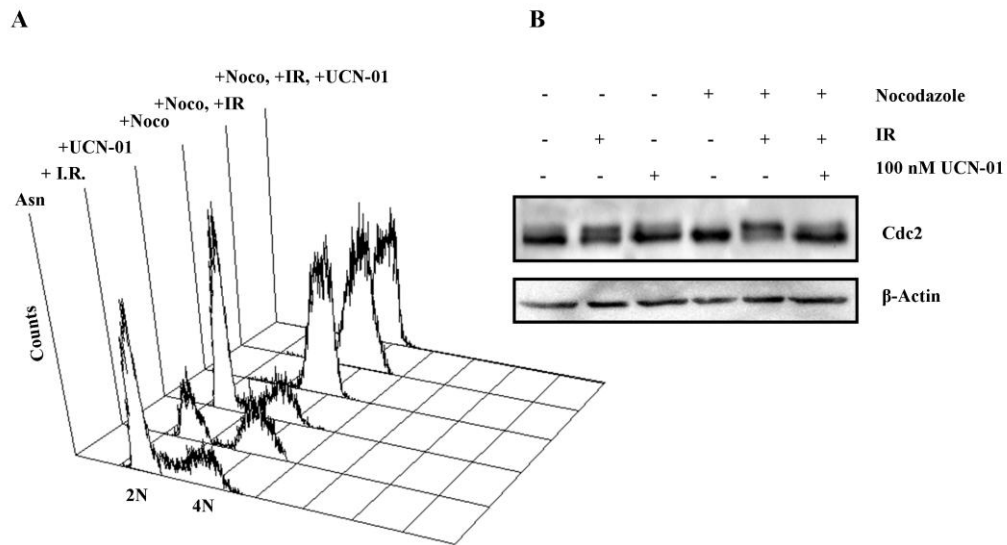 A
B
+Noco, +IR, +UCN-01
+Noco, +IR
+Noco
+UCN-01
+ I.R.
Asn
Counts
2N
4N
- - - + + + Nocodazole
- + - - + + IR
- - + - - + 100 nM UCN-01
Cdc2
β-Actin